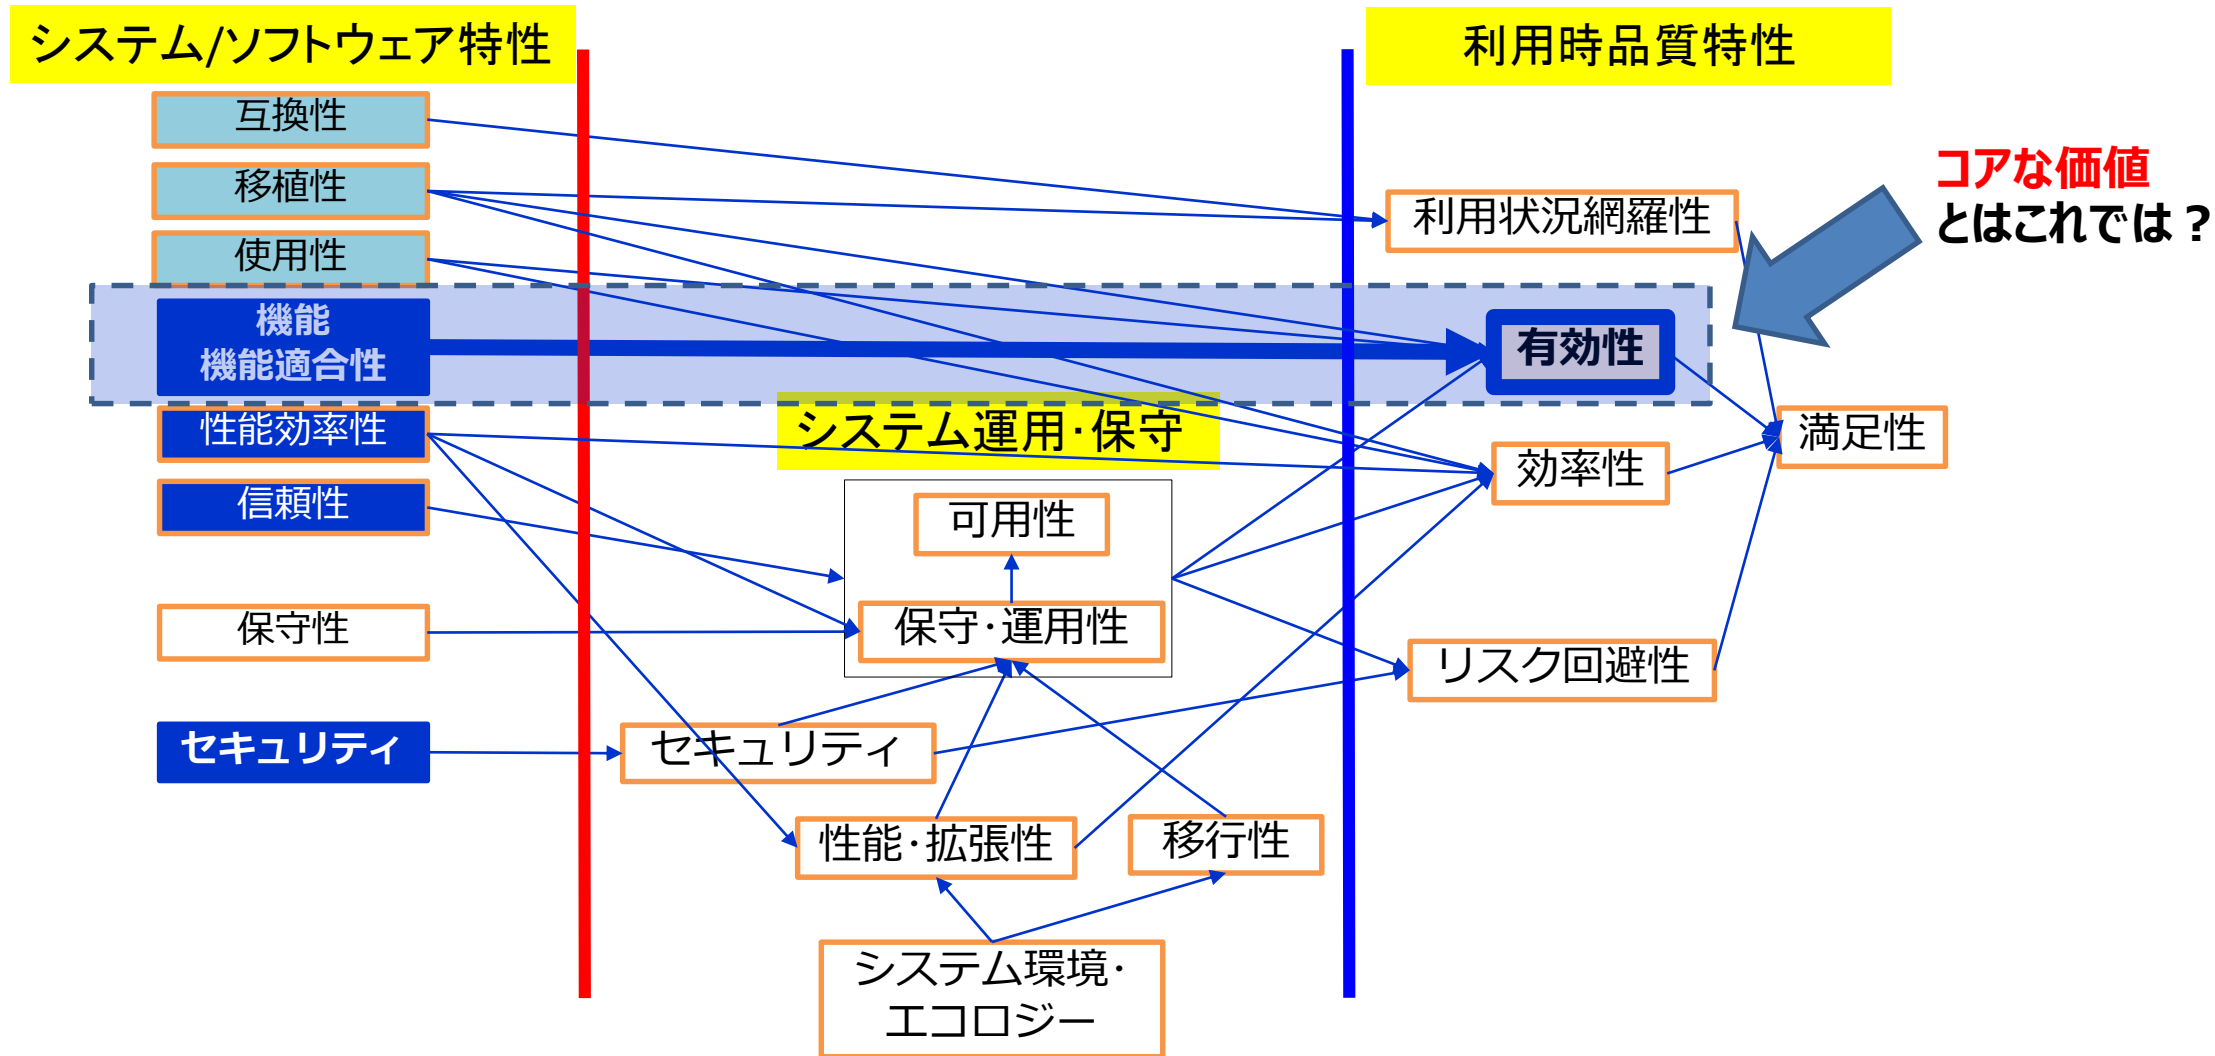 システム/ソフトウェア特性
利用時品質特性
互換性
移植性
使用性
機能
機能適合性
性能効率性
信頼性
保守性
セキュリティ
システム運用・保守
可用性
保守・運用性
セキュリティ
性能・拡張性
移行性
システム環境・
エコロジー
利用状況網羅性
有効性
効率性
リスク回避性
満足性
コアな価値
とはこれでは？